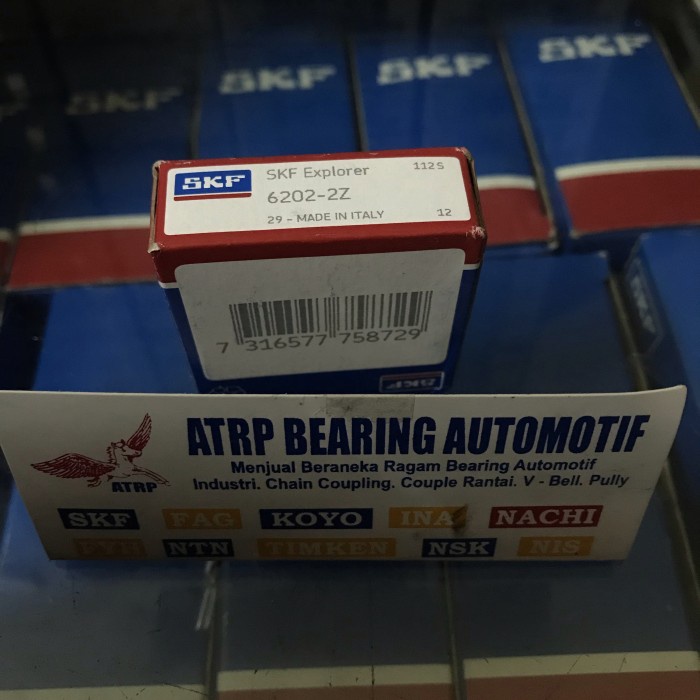 SKF
SKF
SKF
SKF
SKF
SKF Explorer
112S
6202-2Z
29 - MADE IN ITALY
12
7 316577 758729
SKF
ATRP BEARING AUTOMOTIF
Menjual Beraneka Ragam Bearing Automotif
Industri. Chain Coupling. Couple Rantai. V - Bell. Pully
ATRP
SKF FAG KOYO INA NACHI
FYH NTN TIMKEN NSK NIS